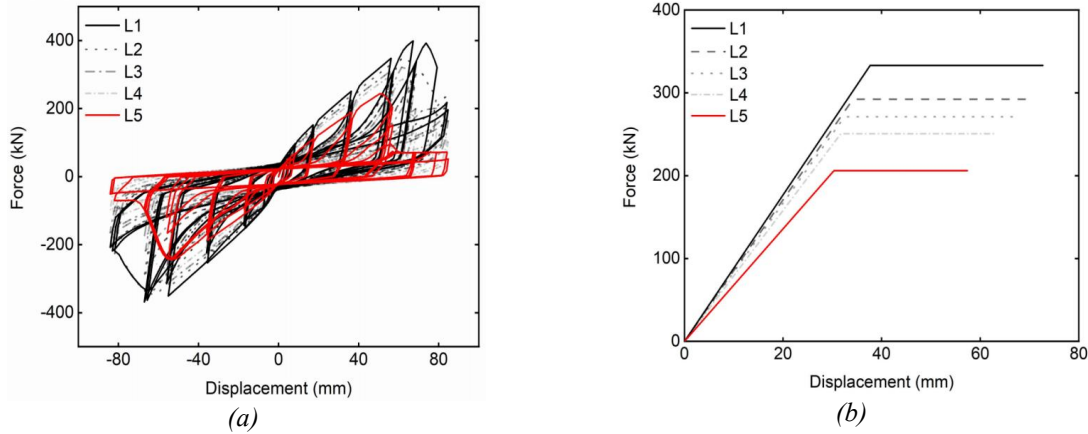 400
200
0
-200
-400
Force (kN)
L1
L2
L3
L4
L5
-80
-40
0
40
80
Displacement (mm)
(a)
400
300
200
100
0
Force (kN)
L1
L2
L3
L4
L5
0
20
40
60
80
Displacement (mm)
(b)